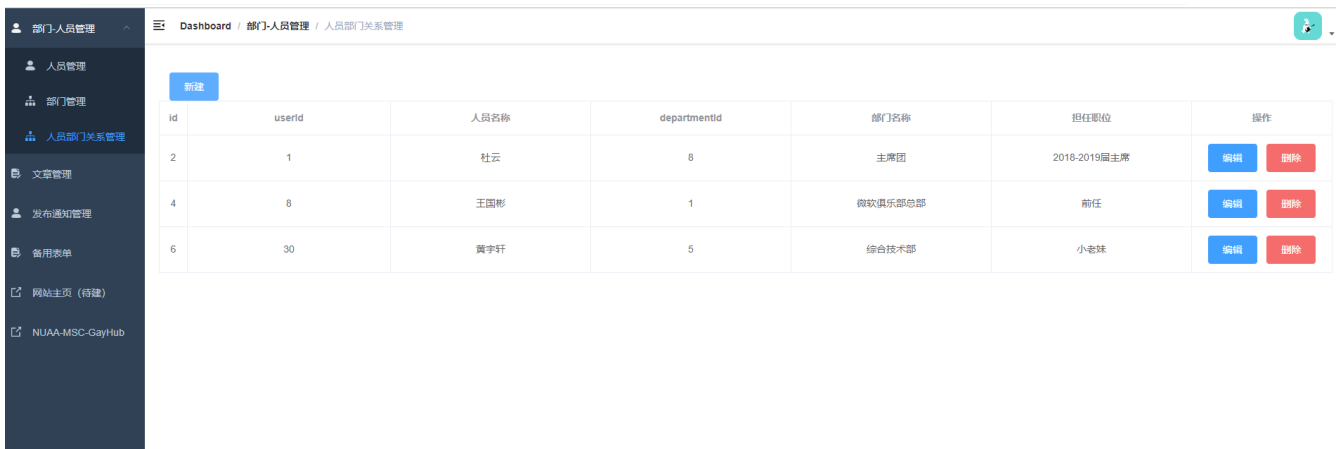 部门-人员管理
人员管理
部门管理
人员部门关系管理
文章管理
发布通知管理
备用表单
网站主页（待建）
NUAA-MSC-GayHub
Dashboard / 部门-人员管理 / 人员部门关系管理
新建
id userId 人员名称 departmentId 部门名称 担任职位 操作
2 1 杜云 8 主席团 2018-2019届主席 编辑 删除
4 8 王国彬 1 微软俱乐部总部 前任 编辑 删除
6 30 黄宇轩 5 综合技术部 小老妹 编辑 删除